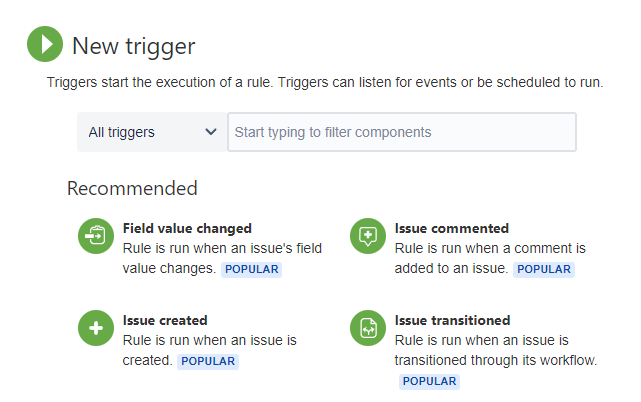 New trigger
Triggers start the execution of a rule. Triggers can listen for events or be scheduled to run.
All triggers
Start typing to filter components
Recommended
Field value changed
Rule is run when an issue's field
value changes. POPULAR
Issue commented
Rule is run when a comment is
added to an issue. POPULAR
Issue created
Rule is run when an issue is
created. POPULAR
Issue transitioned
Rule is run when an issue is
transitioned through its workflow.
POPULAR